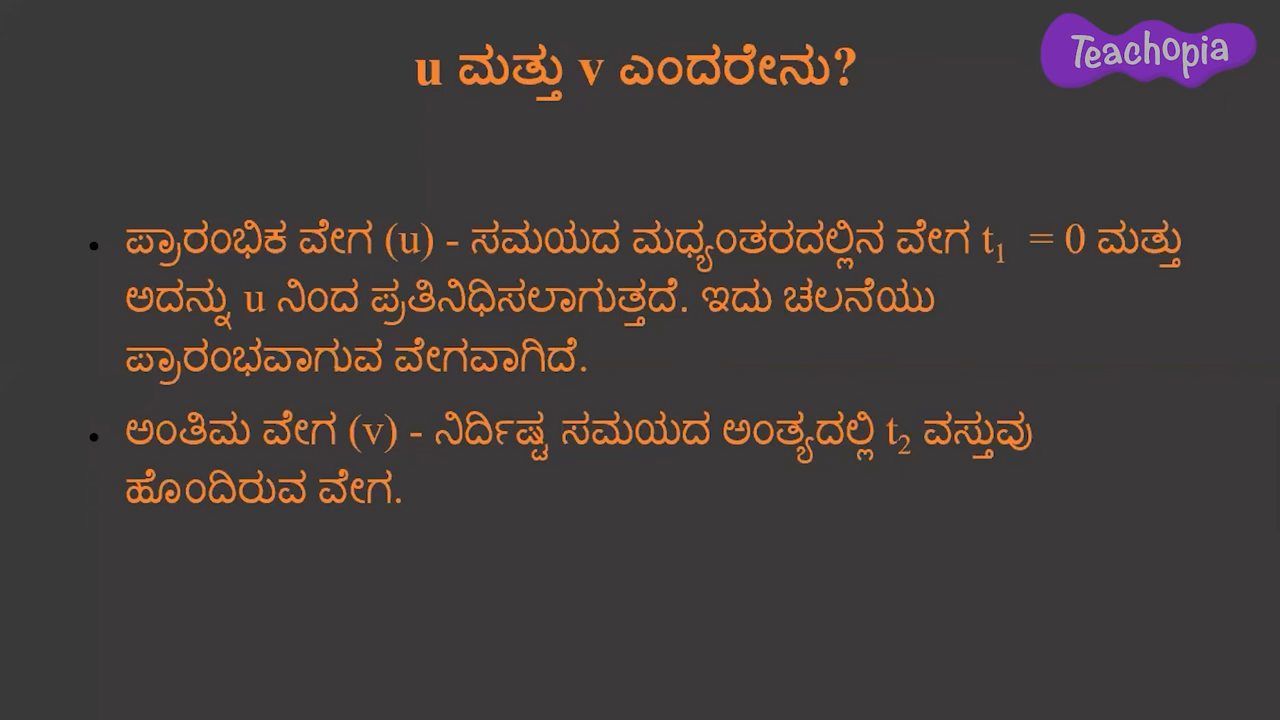 Teachopia
u ಮತ್ತು v ಎಂದರೇನು?
• ಪ್ರಾರಂಭಿಕ ವೇಗ (u) - ಸಮಯದ ಮಧ್ಯಂತರದಲ್ಲಿನ ವೇಗ t₁ = 0 ಮತ್ತು
ಅದನ್ನು u ನಿಂದ ಪ್ರತಿನಿಧಿಸಲಾಗುತ್ತದೆ. ಇದು ಚಲನೆಯು
ಪ್ರಾರಂಭವಾಗುವ ವೇಗವಾಗಿದೆ.
• ಅಂತಿಮ ವೇಗ (v) - ನಿರ್ದಿಷ್ಟ ಸಮಯದ ಅಂತ್ಯದಲ್ಲಿ t₂ ವಸ್ತುವು
ಹೊಂದಿರುವ ವೇಗ.